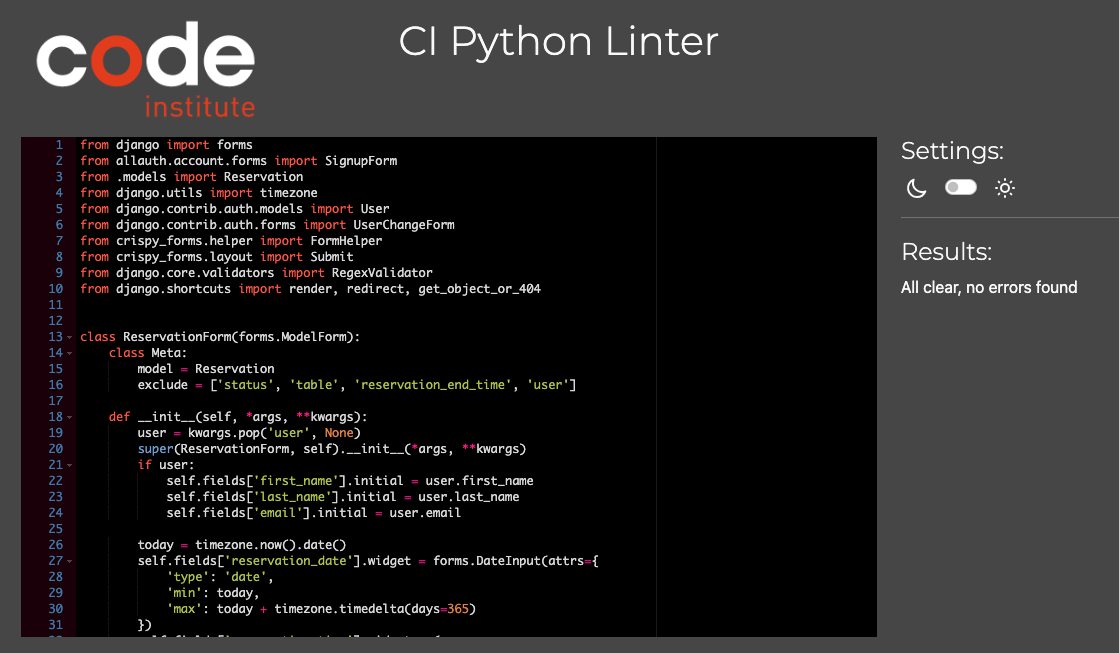 code
institute
CI Python Linter
1 from django import forms
2 from allauth.account.forms import SignupForm
3 from .models import Reservation
4 from django.utils import timezone
5 from django.contrib.auth.models import User
6 from django.contrib.auth.forms import UserChangeForm
7 from crispy_forms.helper import FormHelper
8 from crispy_forms.layout import Submit
9 from django.core.validators import RegexValidator
10 from django.shortcuts import render, redirect, get_object_or_404
11
12
13 class ReservationForm(forms.ModelForm):
14     class Meta:
15         model = Reservation
16         exclude = ['status', 'table', 'reservation_end_time', 'user']
17
18     def __init__(self, *args, **kwargs):
19         user = kwargs.pop('user', None)
20         super(ReservationForm, self).__init__(*args, **kwargs)
21         if user:
22             self.fields['first_name'].initial = user.first_name
23             self.fields['last_name'].initial = user.last_name
24             self.fields['email'].initial = user.email
25
26         today = timezone.now().date()
27         self.fields['reservation_date'].widget = forms.DateInput(attrs={
28             'type': 'date',
29             'min': today,
30             'max': today + timezone.timedelta(days=365)
31         })
Settings:
Results:
All clear, no errors found